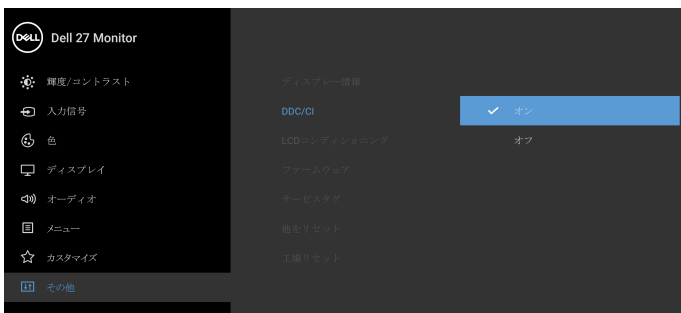 DELL Dell 27 Monitor
輝度/コントラスト
入力信号
色
ディスプレイ
オーディオ
メニュー
カスタマイズ
その他
ディスプレー情報
DDC/CI
LCDコンディショニング
ファームウェア
サービスタグ
他をリセット
工場リセット
オン
オフ